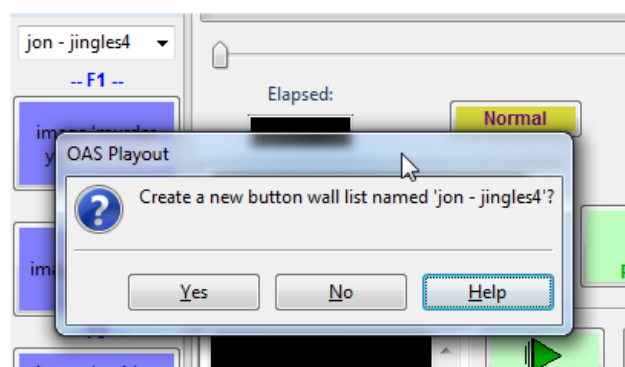 jon - jingles4
-- F1 --
Elapsed:
Normal
OAS Playout
Create a new button wall list named 'jon - jingles4'?
Yes
No
Help